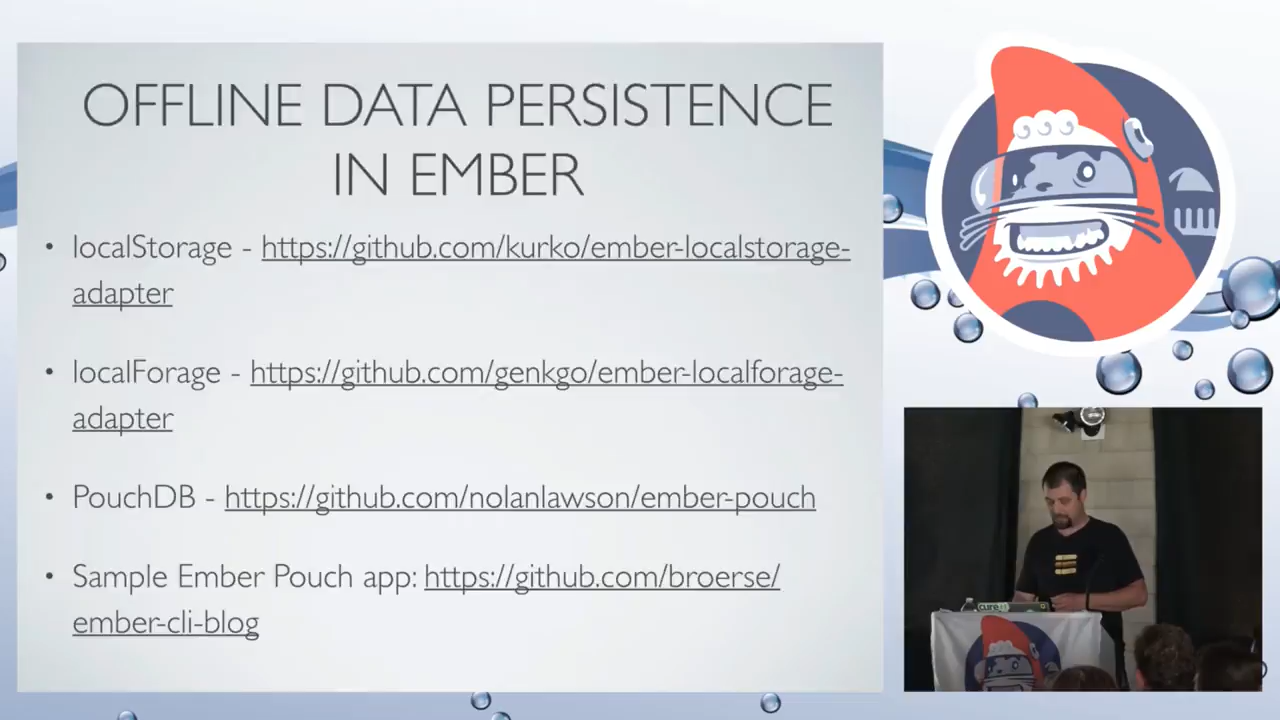 OFFLINE DATA PERSISTENCE
IN EMBER
• localStorage - https://github.com/kurko/ember-localstorage-
adapter
• localForage - https://github.com/genkgo/ember-localforage-
adapter
• PouchDB - https://github.com/nolanlawson/ember-pouch
• Sample Ember Pouch app: https://github.com/broerse/
ember-cli-blog